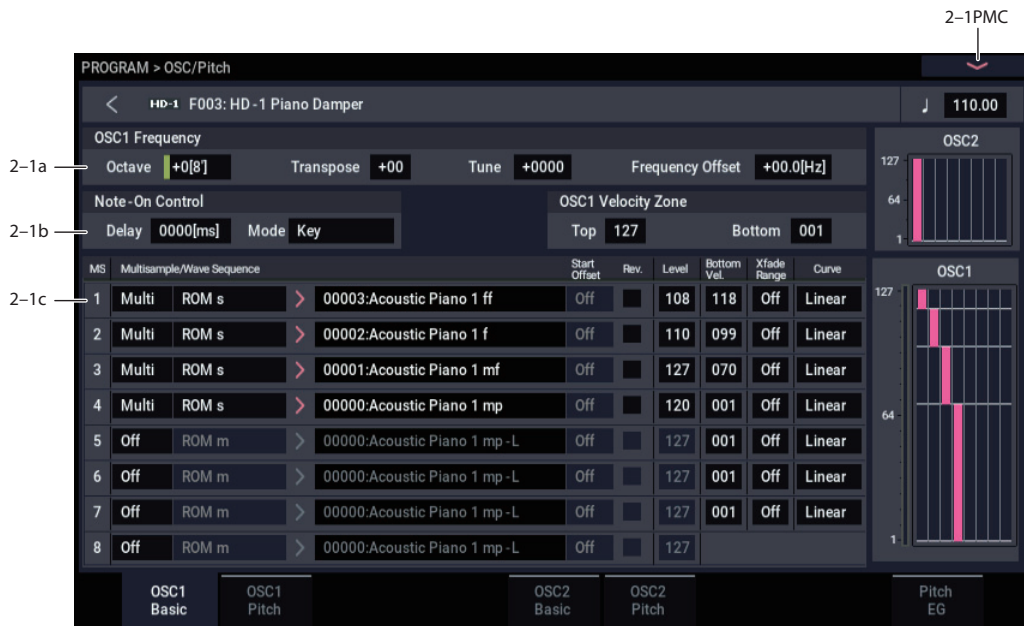 2–1PMC
PROGRAM > OSC/Pitch
HD-1 F003: HD-1 Piano Damper
♩ 110.00
OSC1 Frequency
2–1a
Octave +0[8'] Transpose +00 Tune +0000 Frequency Offset +00.0[Hz]
Note-On Control
OSC1 Velocity Zone
2–1b
Delay 0000[ms] Mode Key
Top 127 Bottom 001
OSC2
127
64
1
MS Multisample/Wave Sequence Start Offset Rev. Level Bottom Vel. Xfade Range Curve
2–1c
1 Multi ROM s > 00003:Acoustic Piano 1 ff Off 108 118 Off Linear
2 Multi ROM s > 00002:Acoustic Piano 1 f Off 110 099 Off Linear
3 Multi ROM s > 00001:Acoustic Piano 1 mf Off 127 070 Off Linear
4 Multi ROM s > 00000:Acoustic Piano 1 mp Off 120 001 Off Linear
5 Off ROM m > 00000:Acoustic Piano 1 mp-L Off 127 001 Off Linear
6 Off ROM m > 00000:Acoustic Piano 1 mp-L Off 127 001 Off Linear
7 Off ROM m > 00000:Acoustic Piano 1 mp-L Off 127 001 Off Linear
8 Off ROM m > 00000:Acoustic Piano 1 mp-L Off 127
OSC1
127
64
1
OSC1 Basic
OSC1 Pitch
OSC2 Basic
OSC2 Pitch
Pitch EG